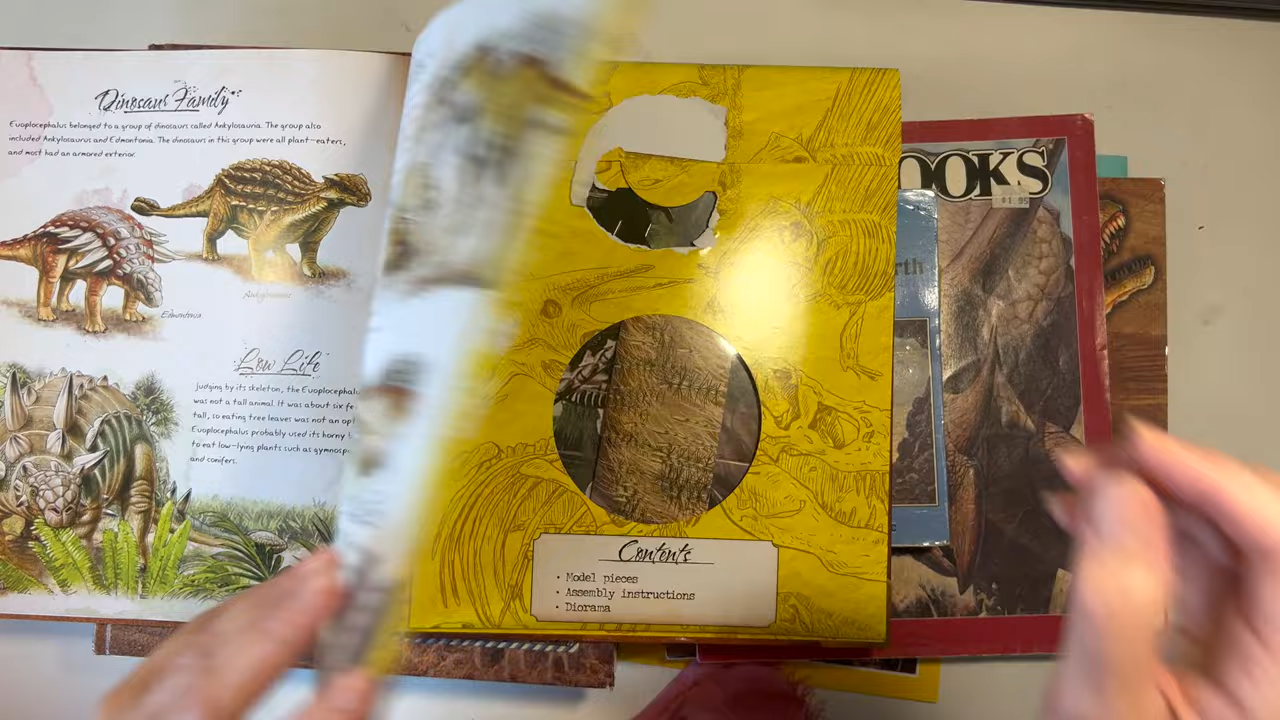 Dinosaur Family
Euoplocephalus belonged to a group of dinosaurs called Ankylosauria. The group also
included Ankylosaurus and Edmontonia. The dinosaurs in this group were all plant-eaters,
and most had an armored exterior.
Ankylosaurus
Edmontonia
Low Life
Judging by its skeleton, the Euoplocephalu
was not a tall animal. It was about six fe
tall, so eating tree leaves was not an op
Euoplocephalus probably used its horny b
to eat low-lying plants such as gymnosp
and conifers.
Contents
• Model pieces
• Assembly instructions
• Diorama
OOKS
$1.95
rth